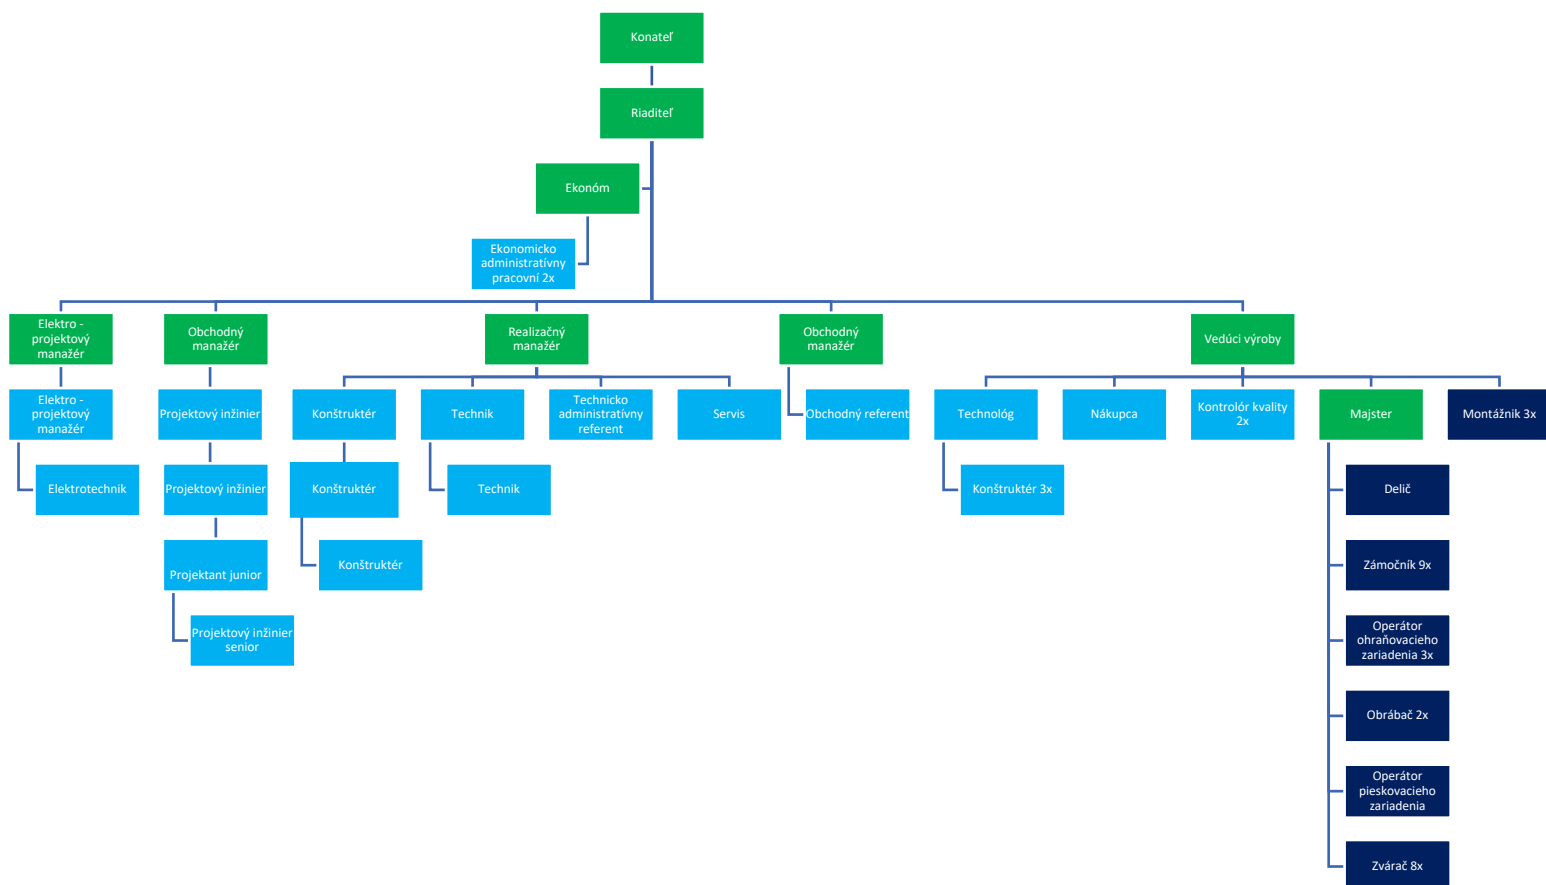 Konateľ
Riaditeľ
Ekonóm
Ekonomicko
administratívny
pracovní 2x
Elektro -
projektový
manažér
Obchodný
manažér
Realizačný
manažér
Obchodný
manažér
Vedúci výroby
Elektro -
projektový
manažér
Projektový inžinier
Konštruktér
Technik
Technicko
administratívny
referent
Servis
Obchodný referent
Technológ
Nákupca
Kontrolór kvality
2x
Majster
Montážnik 3x
Elektrotechnik
Projektový inžinier
Konštruktér
Technik
Konštruktér 3x
Delič
Projektant junior
Konštruktér
Zámočník 9x
Projektový inžinier
senior
Operátor
ohraňovacieho
zariadenia 3x
Obrábač 2x
Operátor
pieskovacieho
zariadenia
Zvárač 8x